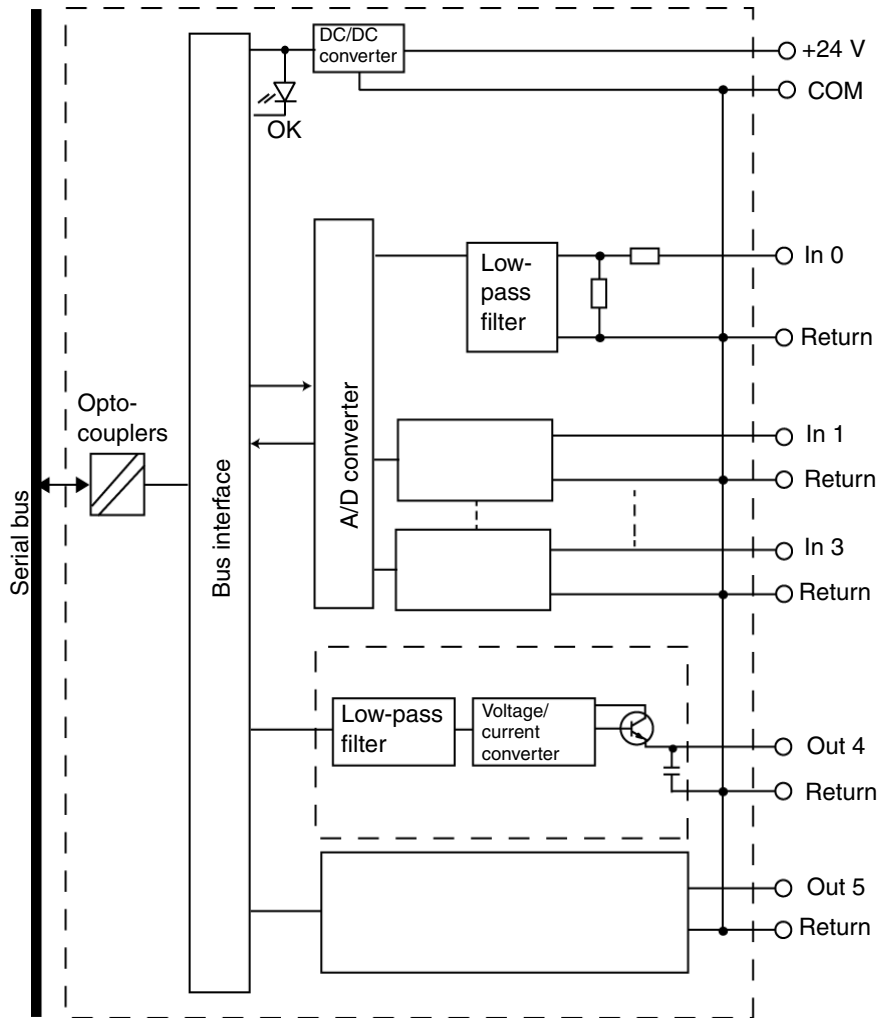 DC/DC
converter
+24 V
COM
OK
Low-
pass
filter
In 0
Return
Opto-
couplers
A/D converter
In 1
Return
Serial bus
Bus interface
In 3
Return
Low-pass
filter
Voltage/
current
converter
Out 4
Return
Out 5
Return